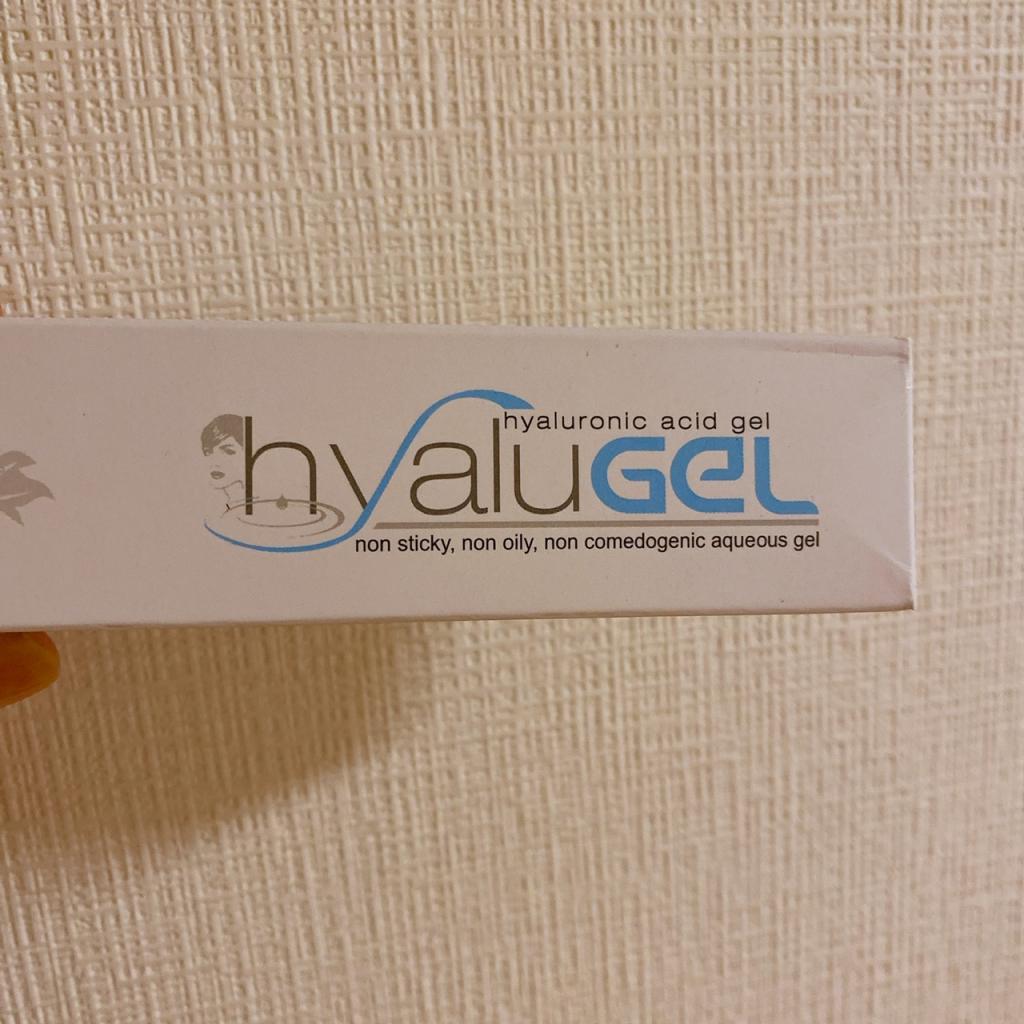 hyaluronic acid gel
hyaluGEL
non sticky, non oily, non comedogenic aqueous gel